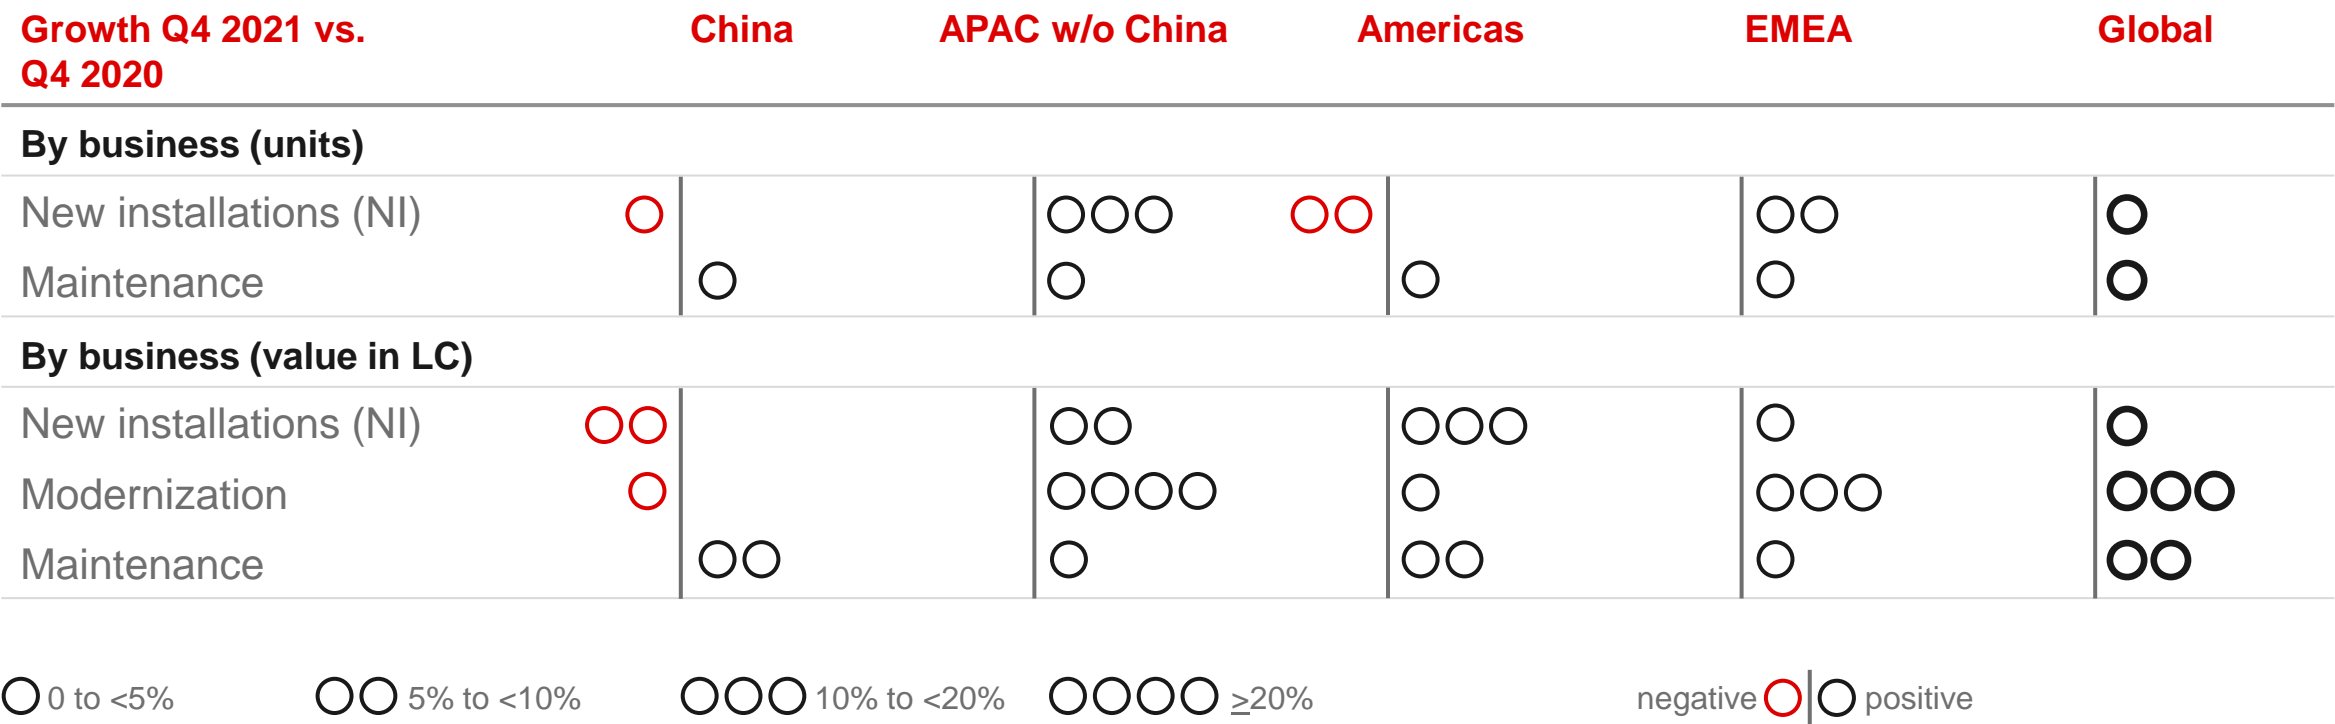 Growth Q4 2021 vs. China APAC w/o China Americas EMEA Global
Q4 2020
By business (units)
New installations (NI)
Maintenance
By business (value in LC)
New installations (NI)
Modernization
Maintenance
0 to <5% 5% to <10% 10% to <20% ≥20% negative positive